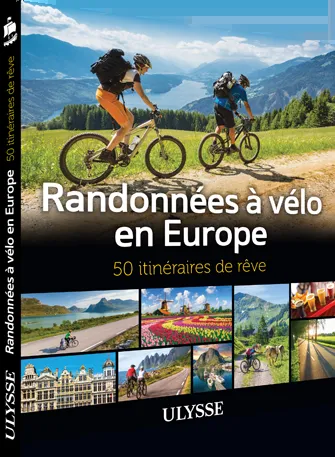 Randonnées à vélo
en Europe
50 itinéraires de rêve
ULYSSE
ULYSSE Randonnées à vélo en Europe 50 itinéraires de rêve